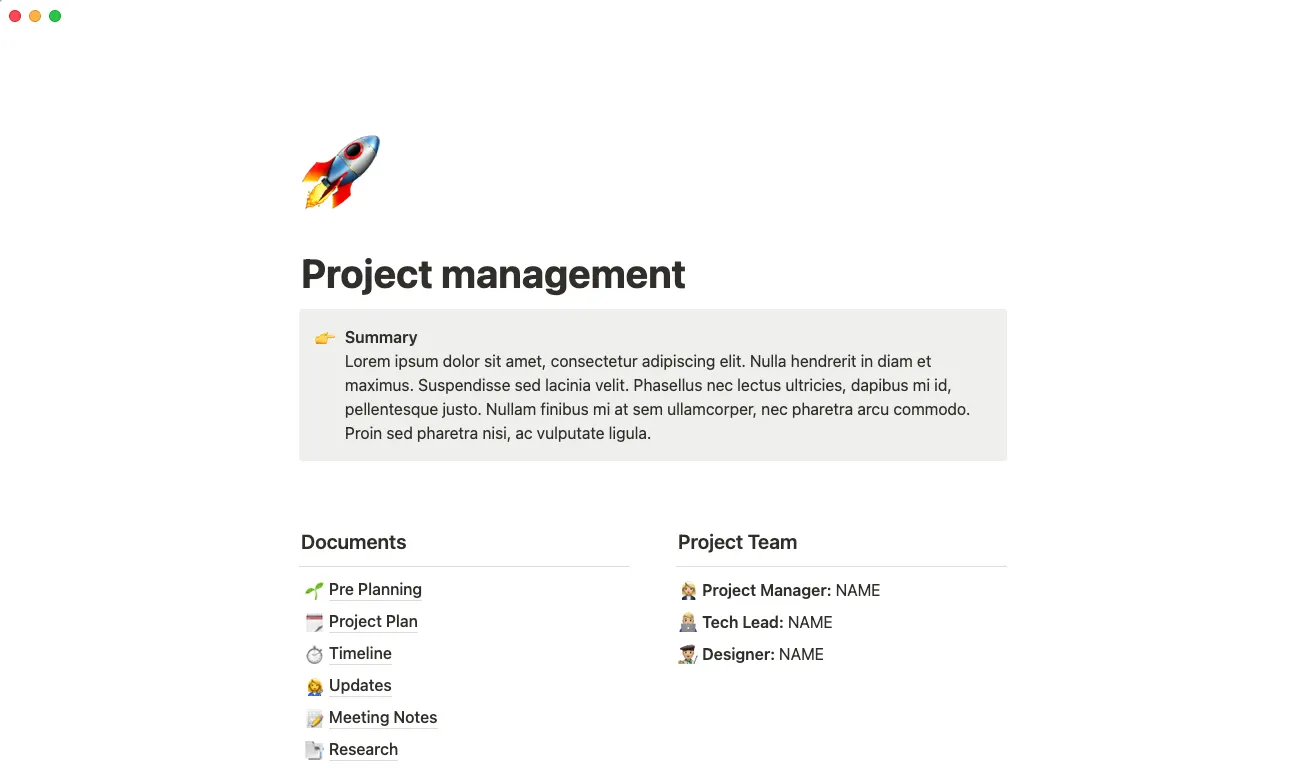 Project management
Summary
Lorem ipsum dolor sit amet, consectetur adipiscing elit. Nulla hendrerit in diam et
maximus. Suspendisse sed lacinia velit. Phasellus nec lectus ultricies, dapibus mi id,
pellentesque justo. Nullam finibus mi at sem ullamcorper, nec pharetra arcu commodo.
Proin sed pharetra nisi, ac vulputate ligula.
Documents
Pre Planning
Project Plan
Timeline
Updates
Meeting Notes
Research
Project Team
Project Manager: NAME
Tech Lead: NAME
Designer: NAME